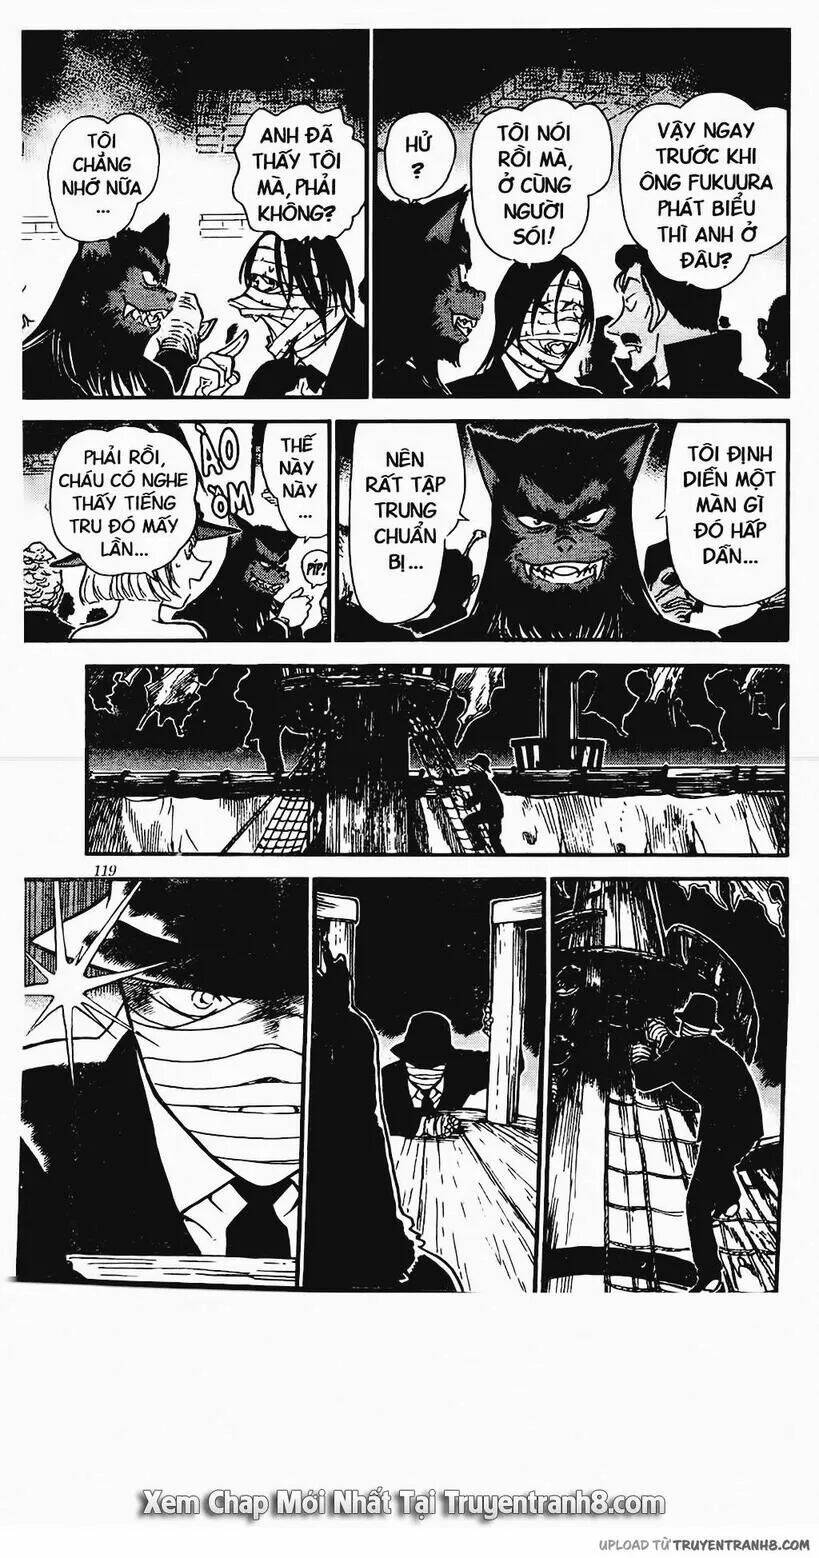 VẬY NGAY
TRƯỚC KHI
ÔNG FUKUURA
PHÁT BIỂU
THÌ ANH Ở
ĐÂU?
TÔI NÓI
RỒI MÀ,
Ở CÙNG
NGƯỜI
SÓI!
HỬ
?
ANH ĐÃ
THẤY TÔI
MÀ, PHẢI
KHÔNG?
TÔI
CHẲNG
NHỚ NỮA
...
TÔI ĐỊNH
DIỄN MỘT
MÀN GÌ
ĐÓ HẤP
DẪN...
NÊN
RẤT TẬP
TRUNG
CHUẨN
BỊ...
THẾ
NÀY
NÀY
...
PÍP!
ÀO
ÒM
PHẢI RỒI,
CHÁU CÓ NGHE
THẤY TIẾNG
TRU ĐÓ MẤY
LẦN...
119
Xem Chap Mới Nhất Tại Truyentranh8.com
UPLOAD TỪ TRUYENTRANH8.COM